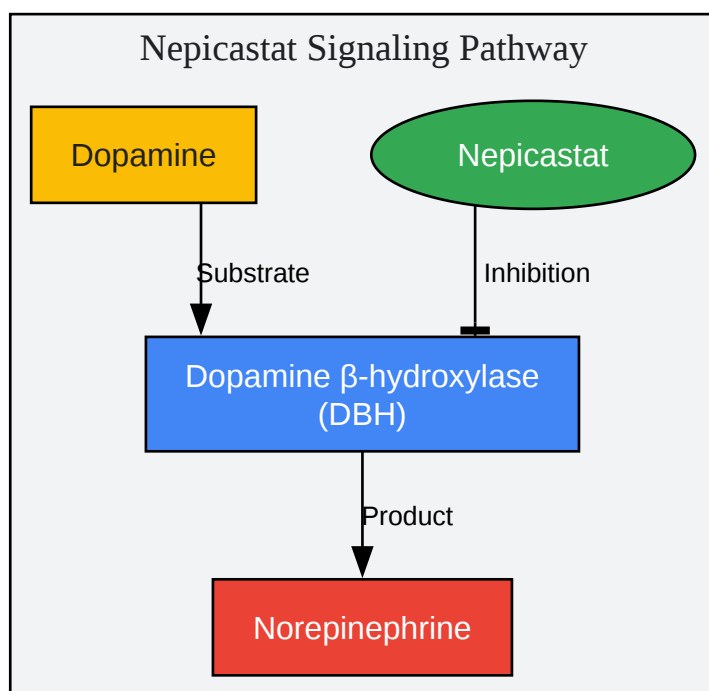 Nepicastat Signaling Pathway
Dopamine
Nepicastat
Substrate
Inhibition
Dopamine β-hydroxylase
(DBH)
Product
Norepinephrine